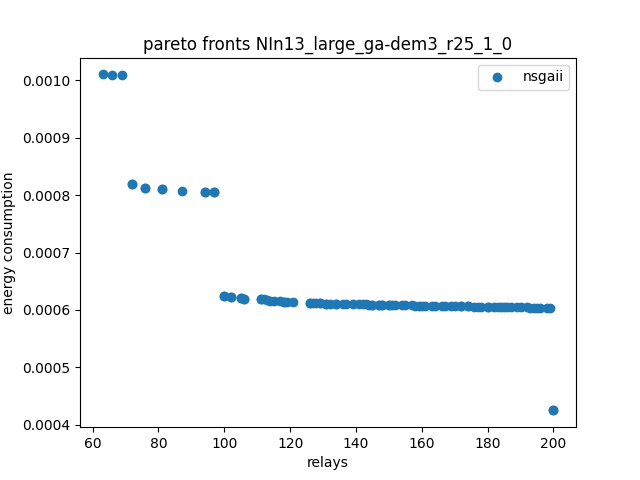 pareto fronts NIn13_large_ga-dem3_r25_1_0
nsgaii
0.0010
0.0009
0.0008
0.0007
0.0006
0.0005
0.0004
energy consumption
60 80 100 120 140 160 180 200
relays